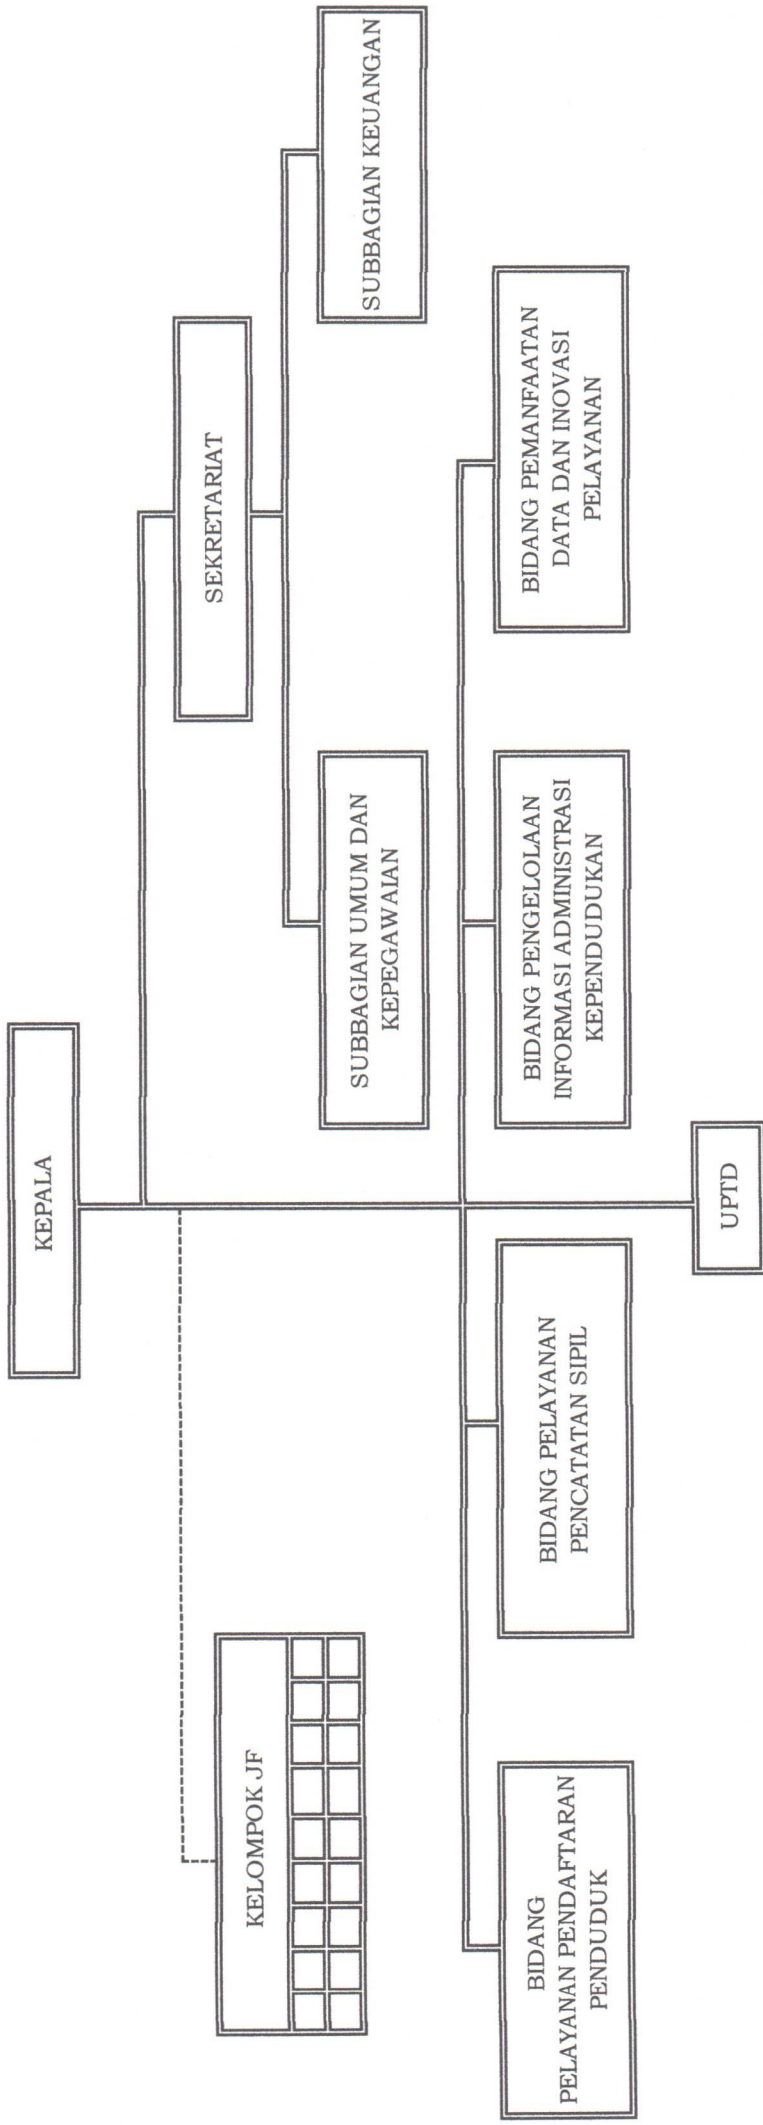 KEPALA
SEKRETARIAT
KELOMPOK JF
SUBBAGIAN UMUM DAN
KEPEGAWAIAN
SUBBAGIAN KEUANGAN
BIDANG
PELAYANAN PENDAFTARAN
PENDUDUK
BIDANG PELAYANAN
PENCATATAN SIPIL
BIDANG PENGELOLAAN
INFORMASI ADMINISTRASI
KEPENDUDUKAN
BIDANG PEMANFAATAN
DATA DAN INOVASI
PELAYANAN
UPTD